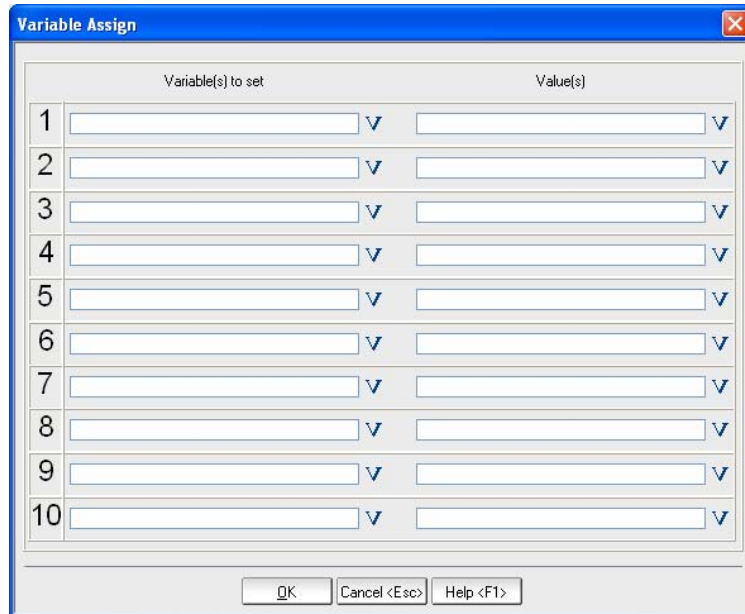 Variable Assign
Variable(s) to set Value(s)
1 V V
2 V V
3 V V
4 V V
5 V V
6 V V
7 V V
8 V V
9 V V
10 V V
OK Cancel <Esc> Help <F1>